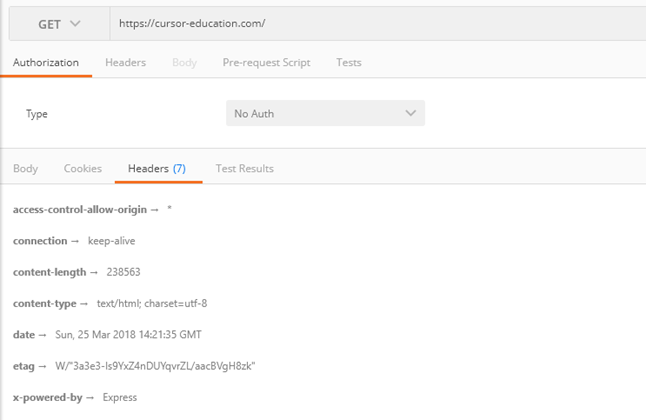 GET https://cursor-education.com/
Authorization Headers Body Pre-request Script Tests
Type No Auth
Body Cookies Headers (7) Test Results
access-control-allow-origin → *
connection → keep-alive
content-length → 238563
content-type → text/html; charset=utf-8
date → Sun, 25 Mar 2018 14:21:35 GMT
etag → W/"3a3e3-ls9YxZ4nDUYqvrZL/aacBVgH8zk"
x-powered-by → Express